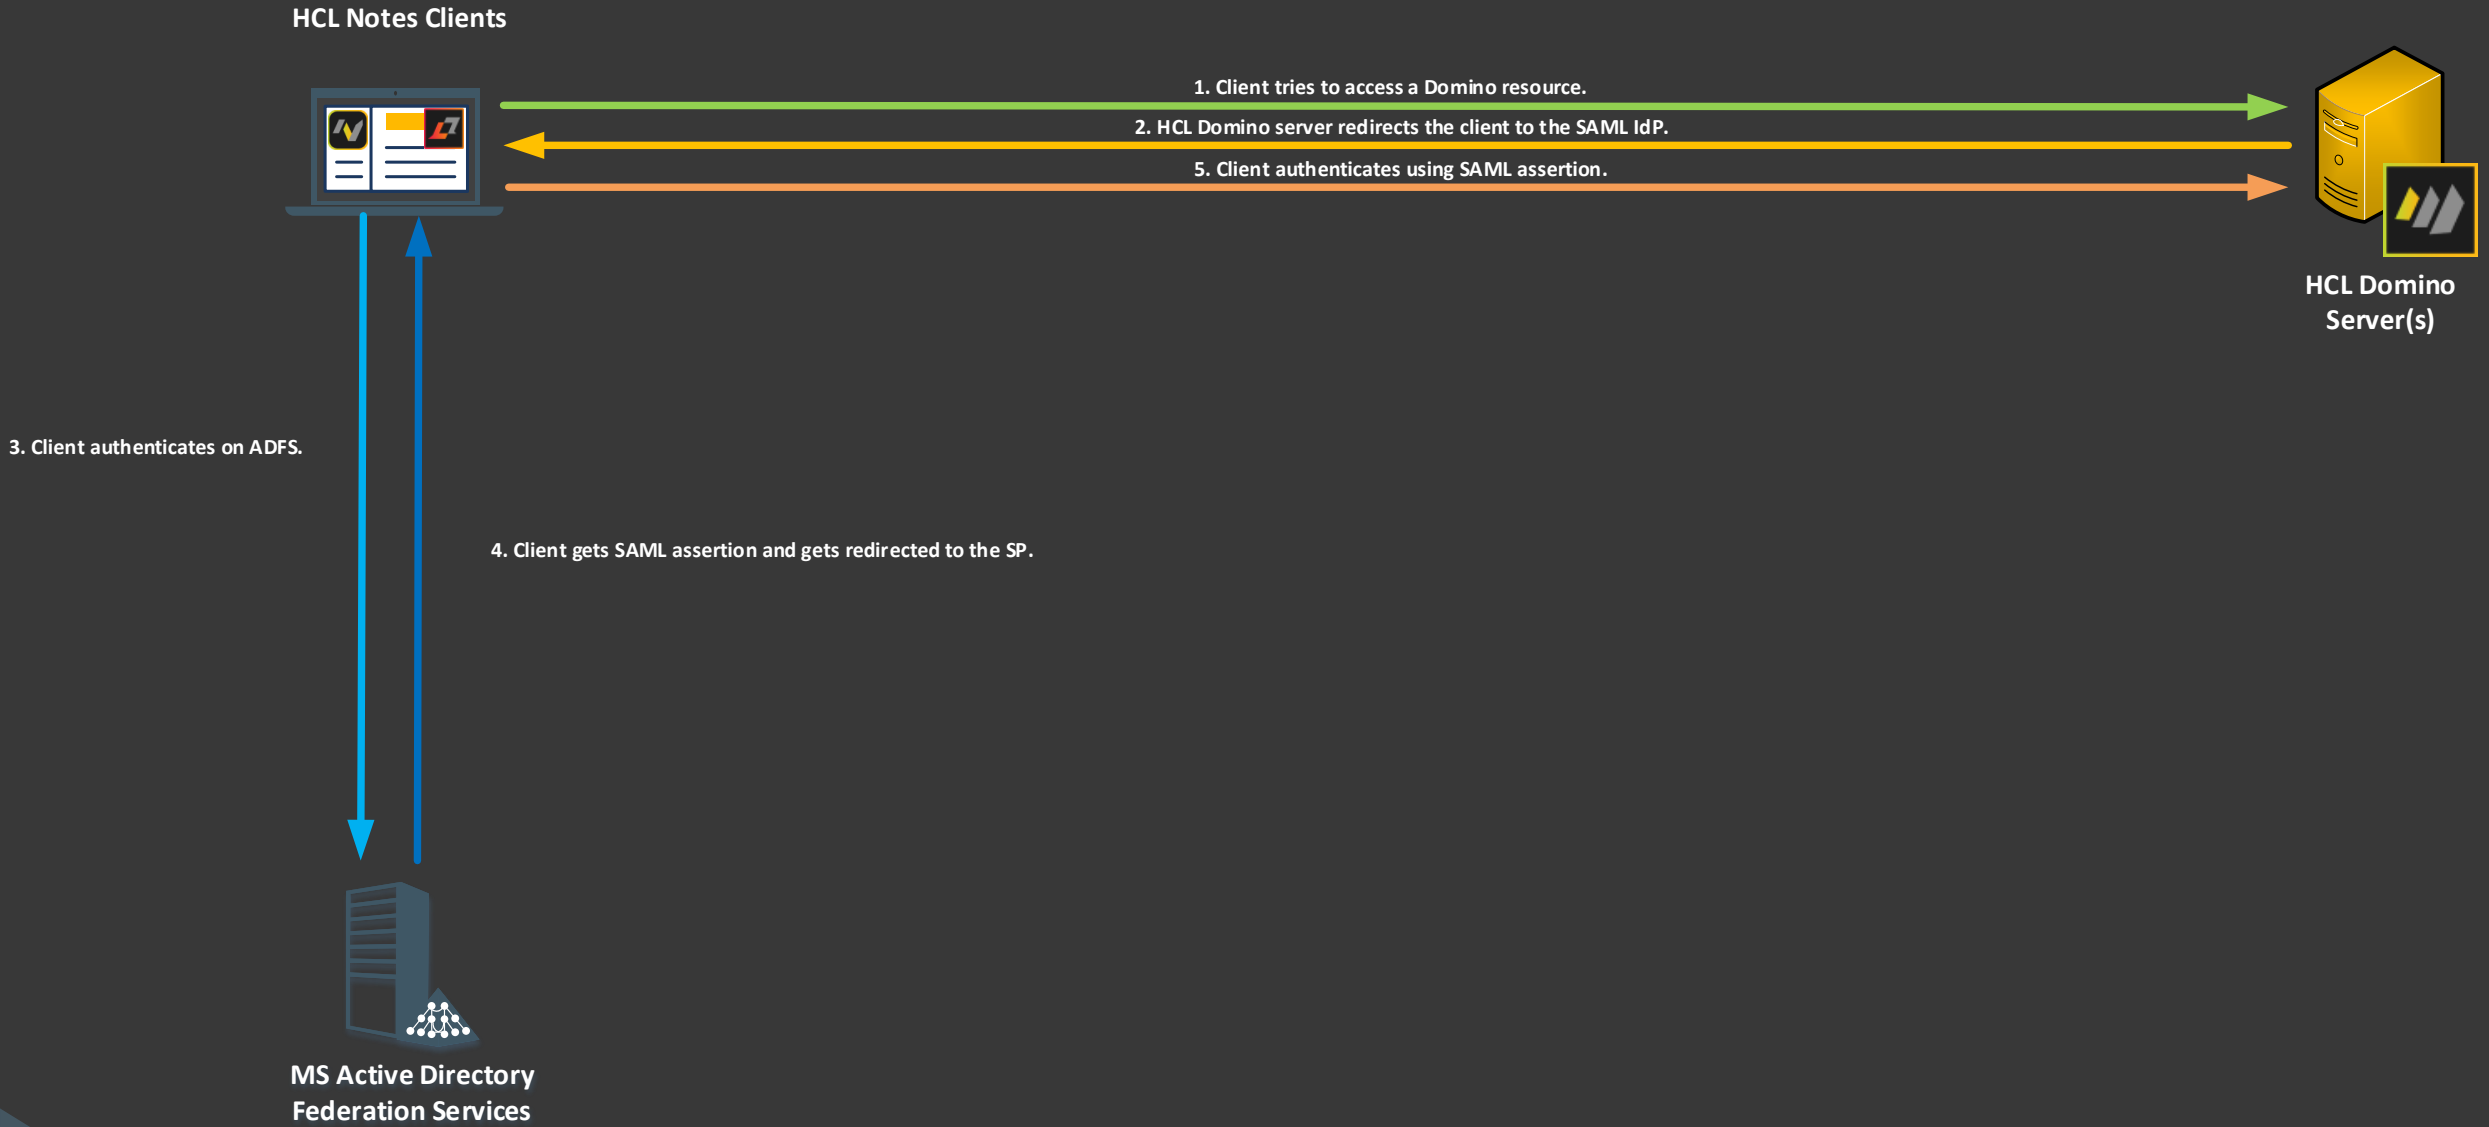 HCL Notes Clients
1. Client tries to access a Domino resource.
2. HCL Domino server redirects the client to the SAML IdP.
5. Client authenticates using SAML assertion.
HCL Domino
Server(s)
3. Client authenticates on ADFS.
4. Client gets SAML assertion and gets redirected to the SP.
MS Active Directory
Federation Services